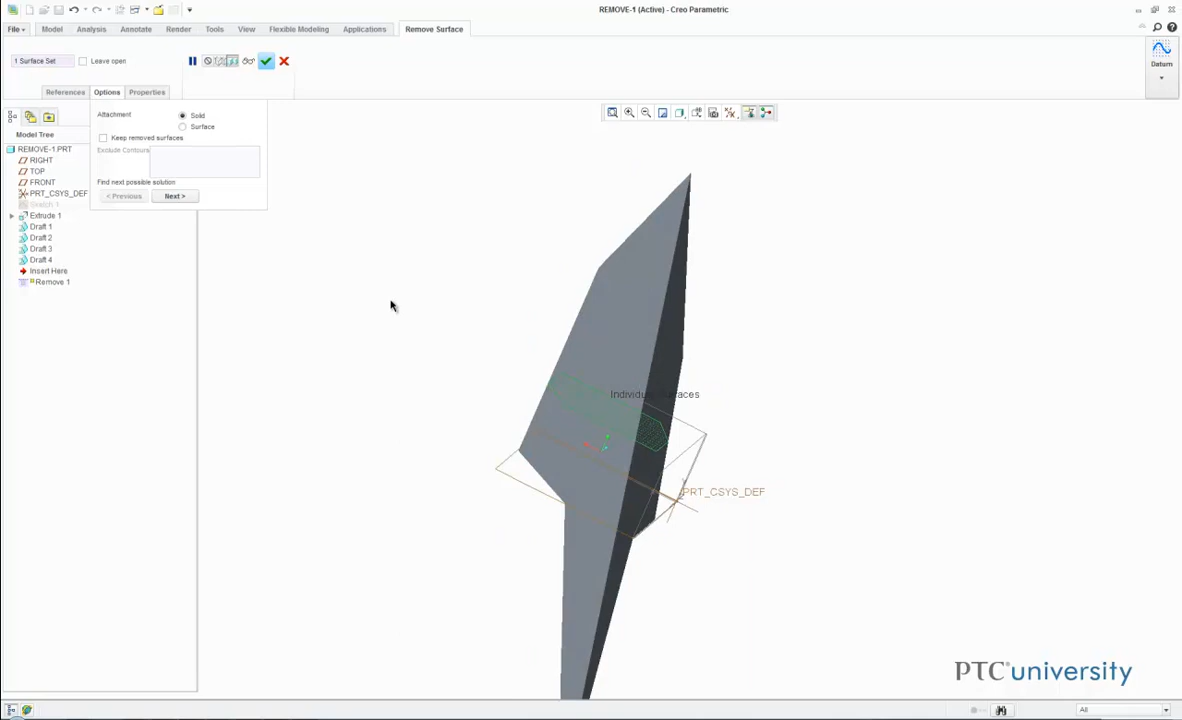 REMOVE-1 (Active) - Creo Parametric
File Model Analysis Annotate Render Tools View Flexible Modeling Applications Remove Surface
1 Surface Set Leave open
Datum
References Options Properties
Attachment Solid
Surface
Keep removed surfaces
Exclude Contours
Find next possible solution
< Previous Next >
Model Tree
REMOVE-1.PRT
RIGHT
TOP
FRONT
PRT_CSYS_DEF
Sketch 1
Extrude 1
Draft 1
Draft 2
Draft 3
Draft 4
Insert Here
Remove 1
PRT_CSYS_DEF
PTC university
All